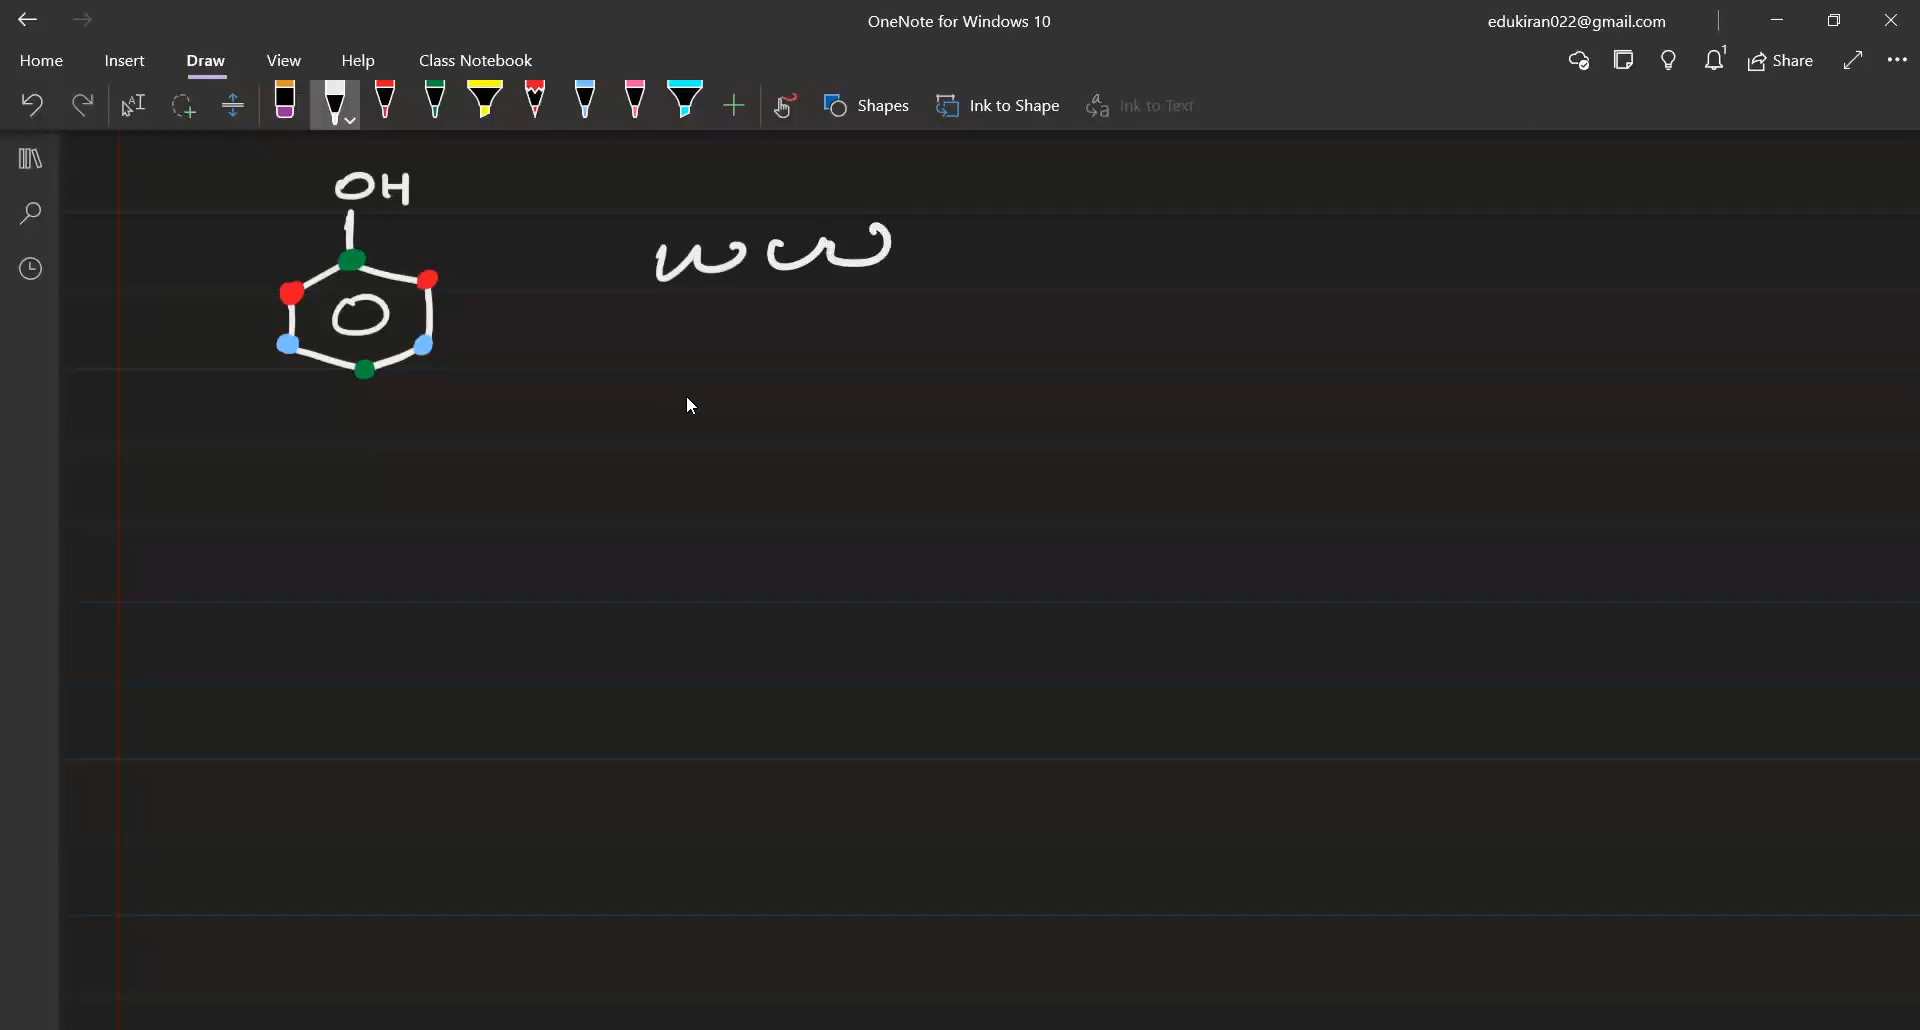 OneNote for Windows 10
edukiran022@gmail.com
Home Insert Draw View Help Class Notebook
1
Share
Shapes Ink to Shape Ink to Text
OH